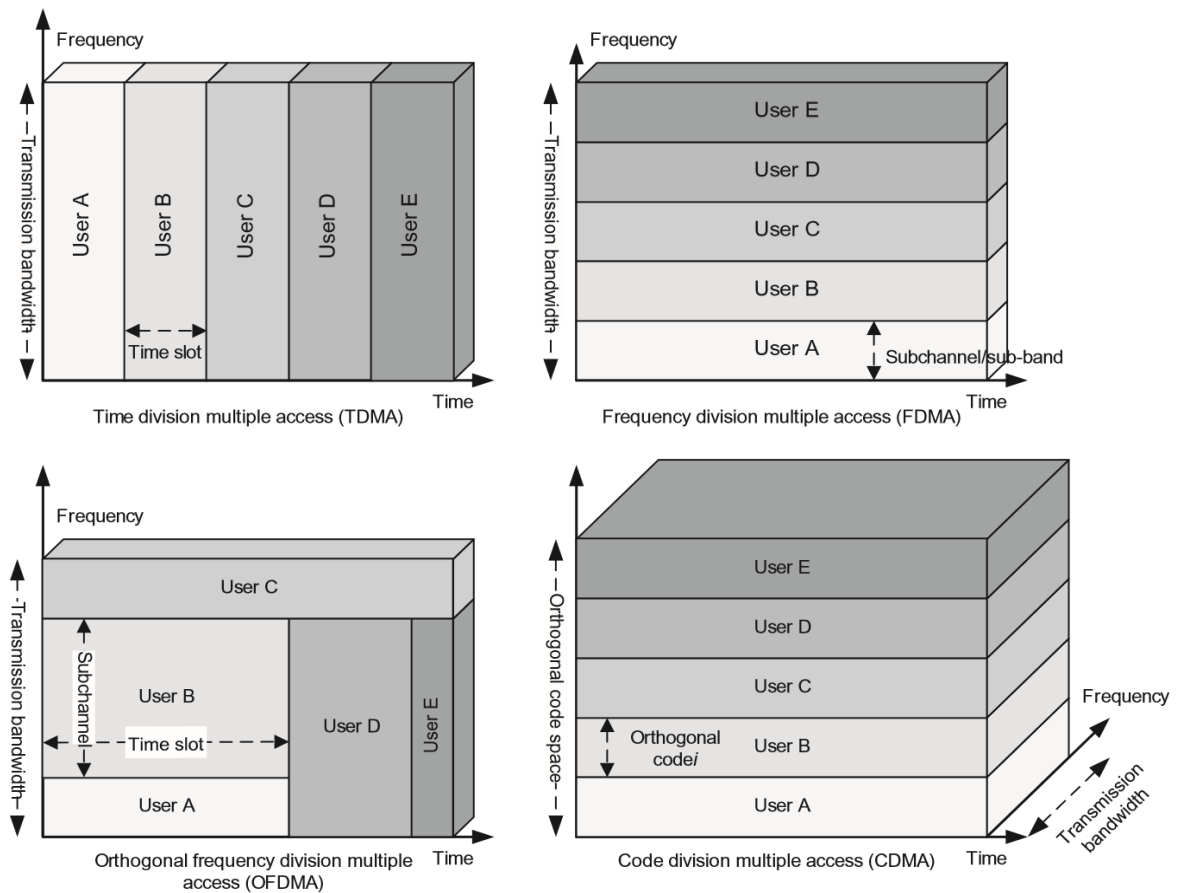 Frequency
Transmission bandwidth
User A
User B
User C
User D
User E
Time slot
Time
Time division multiple access (TDMA)
Frequency
Transmission bandwidth
User E
User D
User C
User B
User A
Subchannel/sub-band
Time
Frequency division multiple access (FDMA)
Frequency
Transmission bandwidth
User C
Subchannel
User B
Time slot
User D
User E
User A
Time
Orthogonal frequency division multiple
access (OFDMA)
Orthogonal code space
User E
User D
User C
User B
Orthogonal
codei
User A
Frequency
Transmission
bandwidth
Time
Code division multiple access (CDMA)